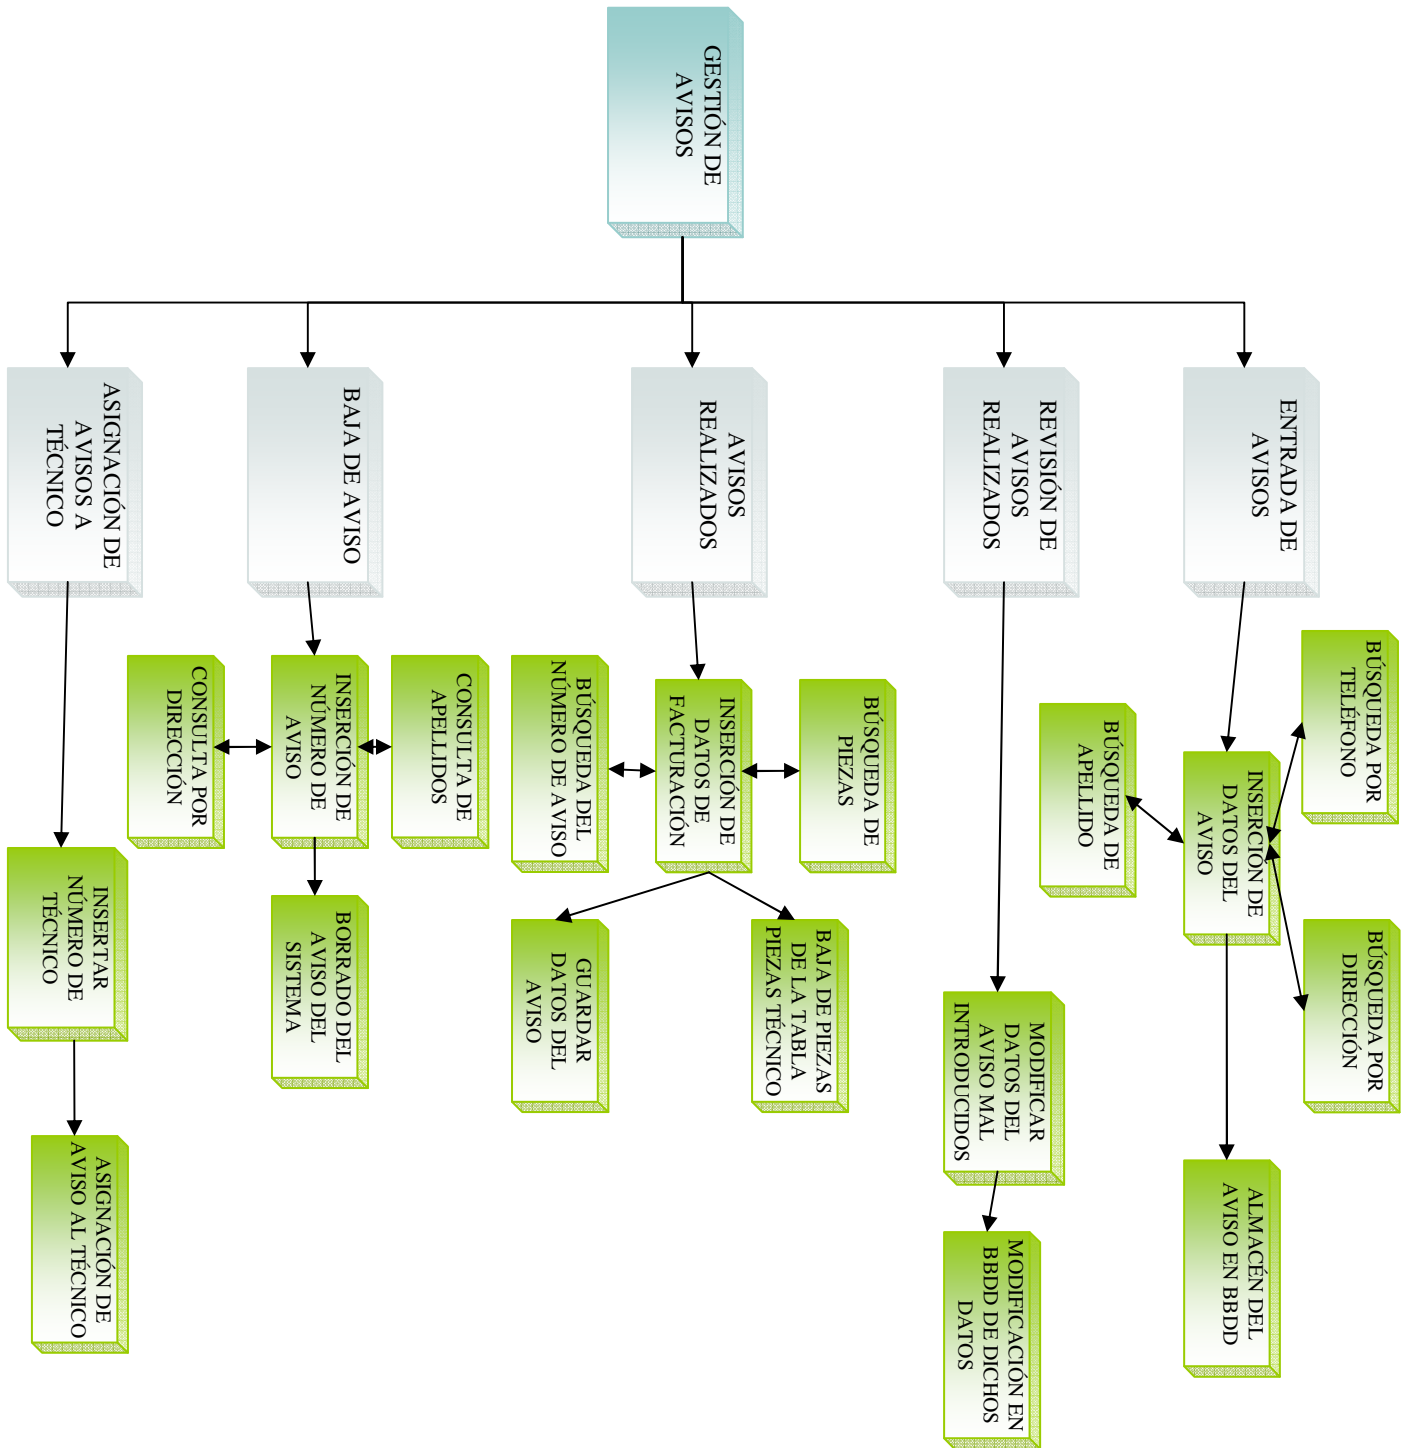 GESTIÓN DE
AVISOS
ENTRADA DE
AVISOS
REVISIÓN DE
AVISOS
REALIZADOS
AVISOS
REALIZADOS
BAJA DE AVISO
ASIGNACIÓN DE
AVISOS A
TÉCNICO
BÚSQUEDA POR
TELÉFONO
INSERCIÓN DE
DATOS DEL
AVISO
BÚSQUEDA POR
DIRECCIÓN
BÚSQUEDA DE
APELLIDO
ALMACÉN DEL
AVISO EN BBDD
MODIFICAR
DATOS DEL
AVISO MAL
INTRODUCIDOS
MODIFICACIÓN EN
BBDD DE DICHOS
DATOS
BÚSQUEDA DE
PIEZAS
INSERCIÓN DE
DATOS DE
FACTURACIÓN
BÚSQUEDA DEL
NÚMERO DE AVISO
BAJA DE PIEZAS
DE LA TABLA
PIEZAS TÉCNICO
GUARDAR
DATOS DEL
AVISO
CONSULTA DE
APELLIDOS
INSERCIÓN DE
NÚMERO DE
AVISO
CONSULTA POR
DIRECCIÓN
BORRADO DEL
AVISO DEL
SISTEMA
INSERTAR
NÚMERO DE
TÉCNICO
ASIGNACIÓN DE
AVISO AL TÉCNICO